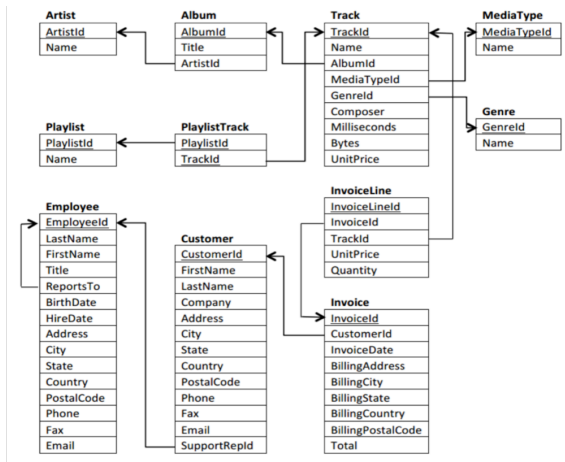 Artist
ArtistId
Name
Album
AlbumId
Title
ArtistId
Track
TrackId
Name
AlbumId
MediaTypeId
GenreId
Composer
Milliseconds
Bytes
UnitPrice
MediaType
MediaTypeId
Name
Genre
GenreId
Name
Playlist
PlaylistId
Name
PlaylistTrack
PlaylistId
TrackId
Employee
EmployeeId
LastName
FirstName
Title
ReportsTo
BirthDate
HireDate
Address
City
State
Country
PostalCode
Phone
Fax
Email
Customer
CustomerId
FirstName
LastName
Company
Address
City
State
Country
PostalCode
Phone
Fax
Email
SupportRepId
InvoiceLine
InvoiceLineId
InvoiceId
TrackId
UnitPrice
Quantity
Invoice
InvoiceId
CustomerId
InvoiceDate
BillingAddress
BillingCity
BillingState
BillingCountry
BillingPostalCode
Total